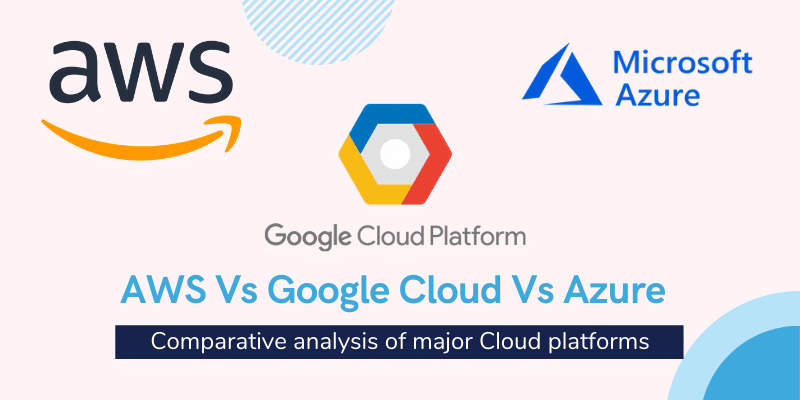 aws
Microsoft
Azure
Google Cloud Platform
AWS Vs Google Cloud Vs Azure
Comparative analysis of major Cloud platforms